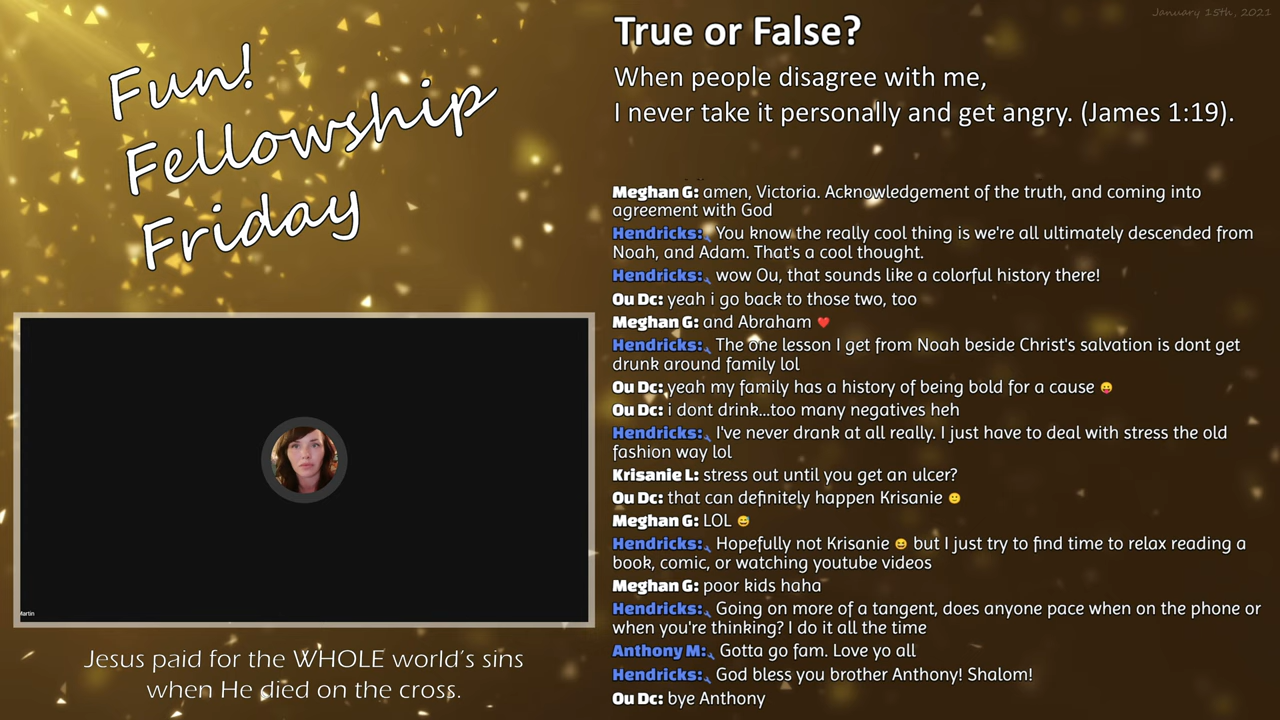 January 15th, 2021
Fun!
Fellowship
Friday
True or False?
When people disagree with me,
I never take it personally and get angry. (James 1:19).
Meghan G: amen, Victoria. Acknowledgement of the truth, and coming into
agreement with God
Hendricks: You know the really cool thing is we're all ultimately descended from
Noah, and Adam. That's a cool thought.
Hendricks: wow Ou, that sounds like a colorful history there!
Ou Dc: yeah i go back to those two, too
Meghan G: and Abraham ❤️
Hendricks: The one lesson I get from Noah beside Christ's salvation is dont get
drunk around family lol
Ou Dc: yeah my family has a history of being bold for a cause 😛
Ou Dc: i dont drink...too many negatives heh
Hendricks: I've never drank at all really. I just have to deal with stress the old
fashion way lol
Krisanie L: stress out until you get an ulcer?
Ou Dc: that can definitely happen Krisanie 🙂
Meghan G: LOL 😅
Hendricks: Hopefully not Krisanie 😆 but I just try to find time to relax reading a
book, comic, or watching youtube videos
Meghan G: poor kids haha
Hendricks: Going on more of a tangent, does anyone pace when on the phone or
when you're thinking? I do it all the time
Anthony M: Gotta go fam. Love yo all
Hendricks: God bless you brother Anthony! Shalom!
Ou Dc: bye Anthony
Martin
Jesus paid for the WHOLE world's sins
when He died on the cross.